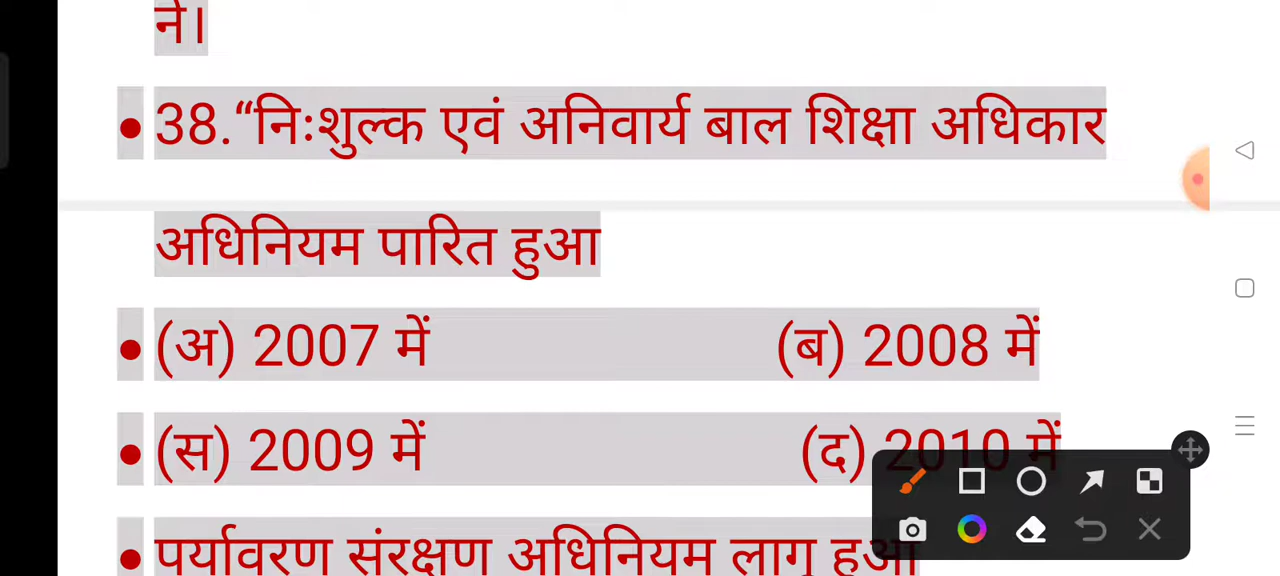 ने।
38.“निःशुल्क एवं अनिवार्य बाल शिक्षा अधिकार
अधिनियम पारित हुआ
(अ) 2007 में (ब) 2008 में
(स) 2009 में (द) 2010 में
पर्यावरण संरक्षण अधिनियम लागू हुआ